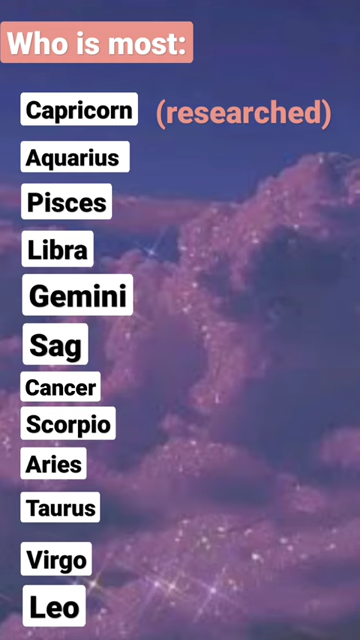 Who is most:
Capricorn (researched)
Aquarius
Pisces
Libra
Gemini
Sag
Cancer
Scorpio
Aries
Taurus
Virgo
Leo